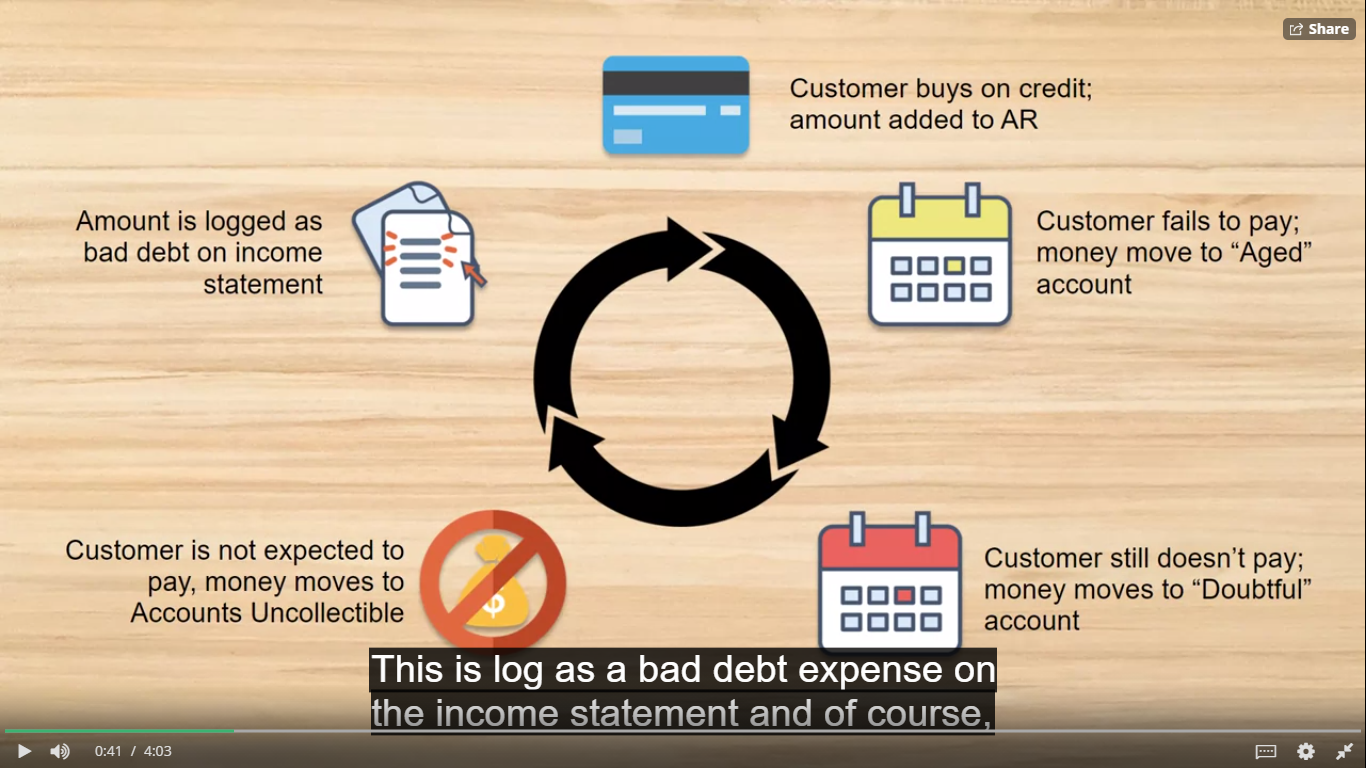 Share
Customer buys on credit;
amount added to AR
Amount is logged as
bad debt on income
statement
Customer fails to pay;
money move to “Aged”
account
Customer is not expected to
pay, money moves to
Accounts Uncollectible
$
Customer still doesn’t pay;
money moves to “Doubtful”
account
This is log as a bad debt expense on
the income statement and of course,
0:41 / 4:03